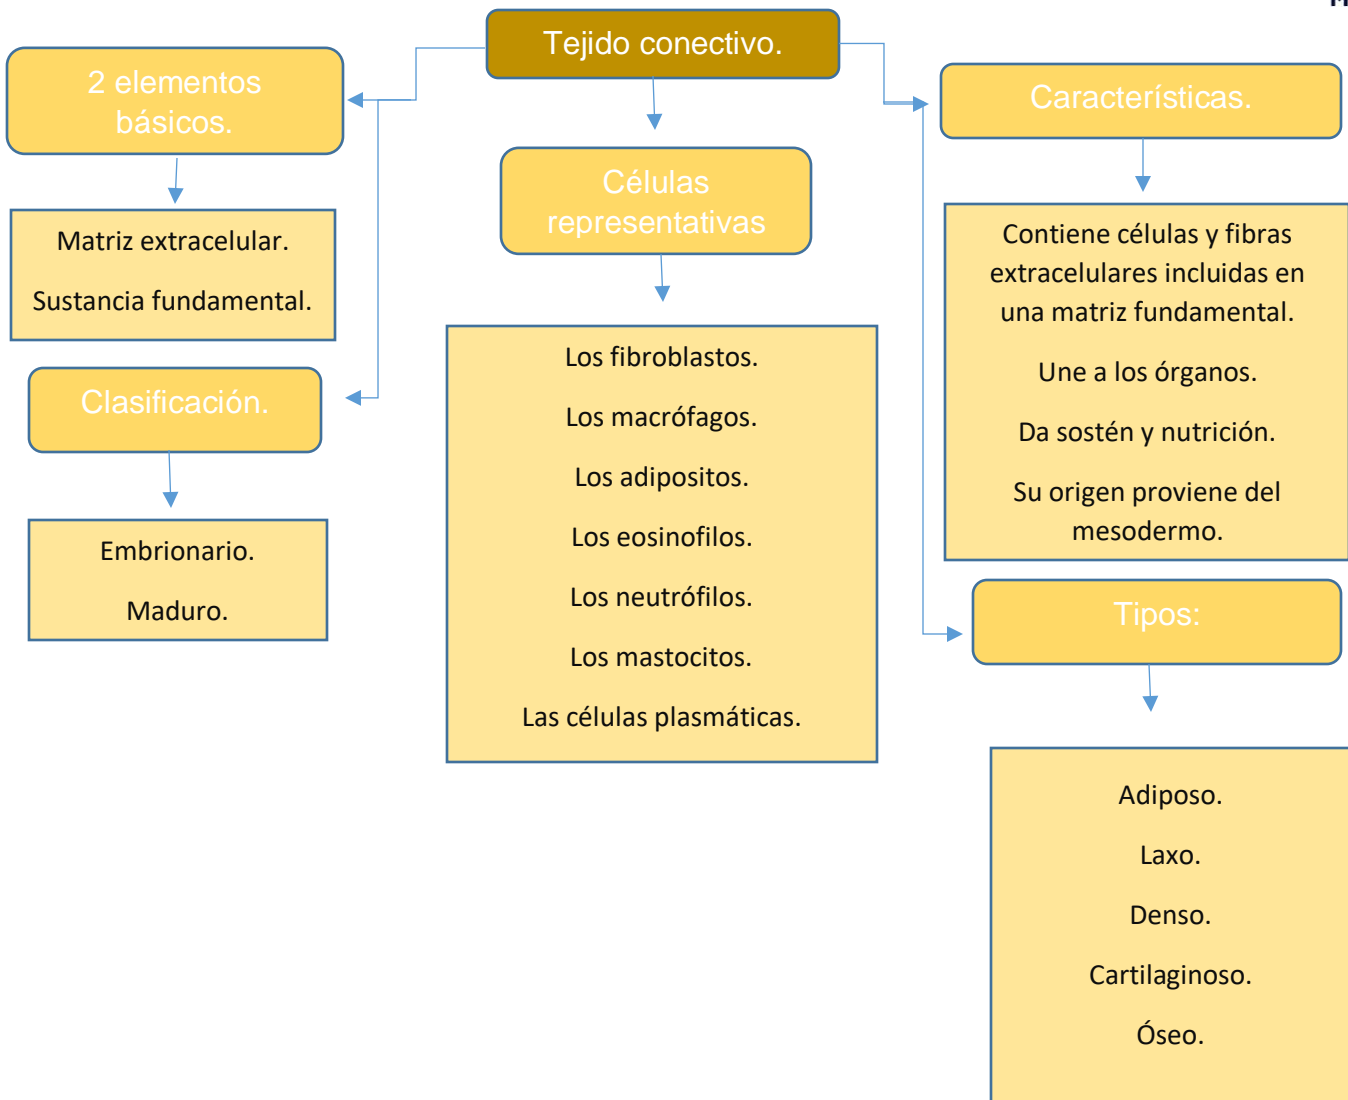 Tejido conectivo.
2 elementos
básicos.
Matriz extracelular.
Sustancia fundamental.
Clasificación.
Embrionario.
Maduro.
Células
representativas
Los fibroblastos.
Los macrófagos.
Los adipositos.
Los eosinofilos.
Los neutrófilos.
Los mastocitos.
Las células plasmáticas.
Características.
Contiene células y fibras
extracelulares incluidas en
una matriz fundamental.
Une a los órganos.
Da sostén y nutrición.
Su origen proviene del
mesodermo.
Tipos:
Adiposo.
Laxo.
Denso.
Cartilaginoso.
Óseo.